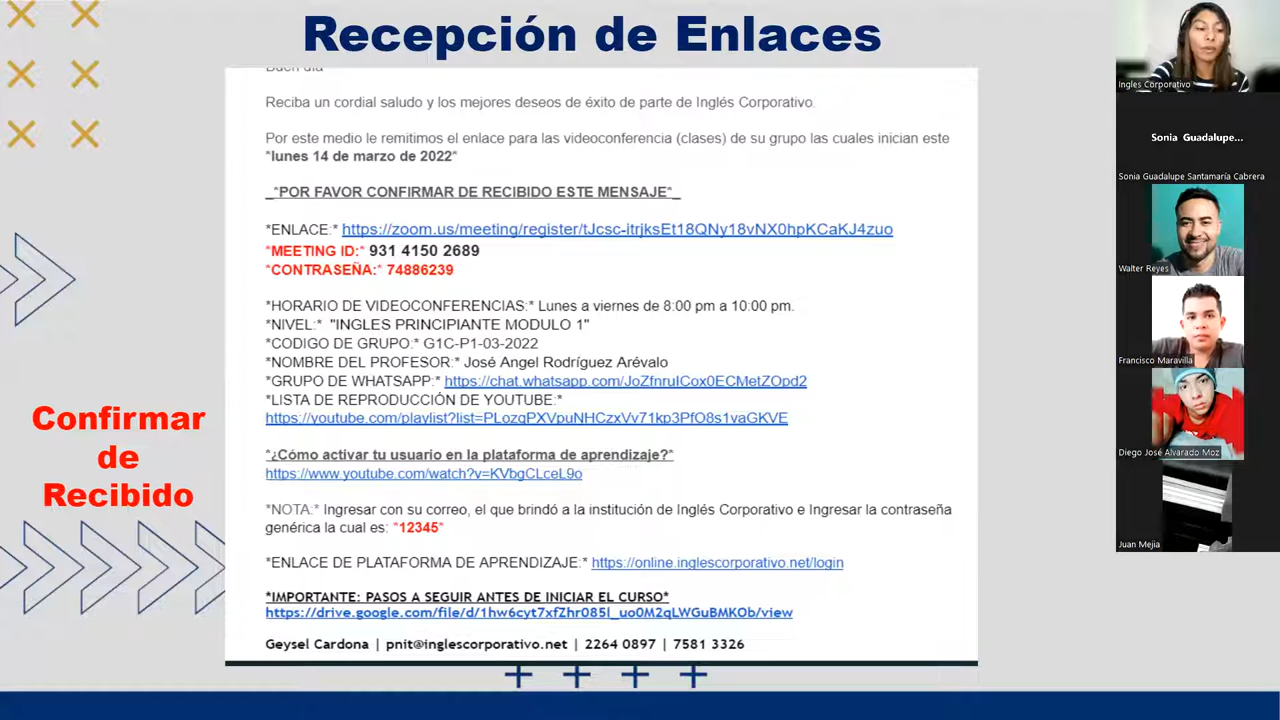 Recepción de Enlaces
Buen día
Reciba un cordial saludo y los mejores deseos de éxito de parte de Inglés Corporativo.
Por este medio le remitimos el enlace para las videoconferencia (clases) de su grupo las cuales inician este
*lunes 14 de marzo de 2022*
_*POR FAVOR CONFIRMAR DE RECIBIDO ESTE MENSAJE*_
*ENLACE:* https://zoom.us/meeting/register/tJcsc-itrjksEt18QNy18vNX0hpKCaKJ4zuo
*MEETING ID:* 931 4150 2689
*CONTRASEÑA:* 74886239
*HORARIO DE VIDEOCONFERENCIAS:* Lunes a viernes de 8:00 pm a 10:00 pm.
*NIVEL:* "INGLES PRINCIPIANTE MODULO 1"
*CODIGO DE GRUPO:* G1C-P1-03-2022
*NOMBRE DEL PROFESOR:* José Angel Rodríguez Arévalo
*GRUPO DE WHATSAPP:* https://chat.whatsapp.com/JoZfnruICox0ECMetZOpd2
*LISTA DE REPRODUCCIÓN DE YOUTUBE:*
https://youtube.com/playlist?list=PLozqPXVpuNHCzxVv71kp3PfO8s1vaGKVE
*¿Cómo activar tu usuario en la plataforma de aprendizaje?*
https://www.youtube.com/watch?v=KVbgCLceL9o
*NOTA:* Ingresar con su correo, el que brindó a la institución de Inglés Corporativo e Ingresar la contraseña
genérica la cual es: *12345*
*ENLACE DE PLATAFORMA DE APRENDIZAJE:* https://online.inglescorporativo.net/login
*IMPORTANTE: PASOS A SEGUIR ANTES DE INICIAR EL CURSO*
https://drive.google.com/file/d/1hw6cyt7xfZhr085l_uo0M2qLWGuBMKOb/view
Geysel Cardona | pnit@inglescorporativo.net | 2264 0897 | 7581 3326
Confirmar
de
Recibido
Ingles Corporativo
Sonia Guadalupe...
Sonia Guadalupe Santamaría Cabrera
Walter Reyes
Francisco Maravilla
Diego José Alvarado Moz
Juan Mejia